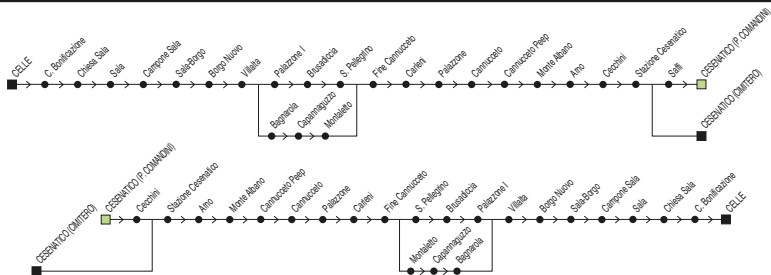 CELLE
C. Bonificazione
Chiesa Sala
Sala
Campone Sala
Sala-Borgo
Borgo Nuovo
Villalta
Palazzone I
Brusadiccia
S. Pellegrino
Fine Cannucceto
Carleni
Palazzone
Cannucceto
Cannucceto Peep
Monte Albano
Arno
Cecchini
Stazione Cesenatico
Saffi
CESENATICO (P. COMANDINI)
Bagnarola
Capannaguzzo
Montaletto
CESENATICO (CIMITERO)
CESENATICO (P. COMANDINI)
Cecchini
Stazione Cesenatico
Arno
Monte Albano
Cannucceto Peep
Cannucceto
Palazzone
Carleni
Fine Cannucceto
S. Pellegrino
Brusadiccia
Palazzone I
Villalta
Borgo Nuovo
Sala-Borgo
Campone Sala
Sala
Chiesa Sala
C. Bonificazione
CELLE
CESENATICO (CIMITERO)
Montaletto
Capannaguzzo
Bagnarola